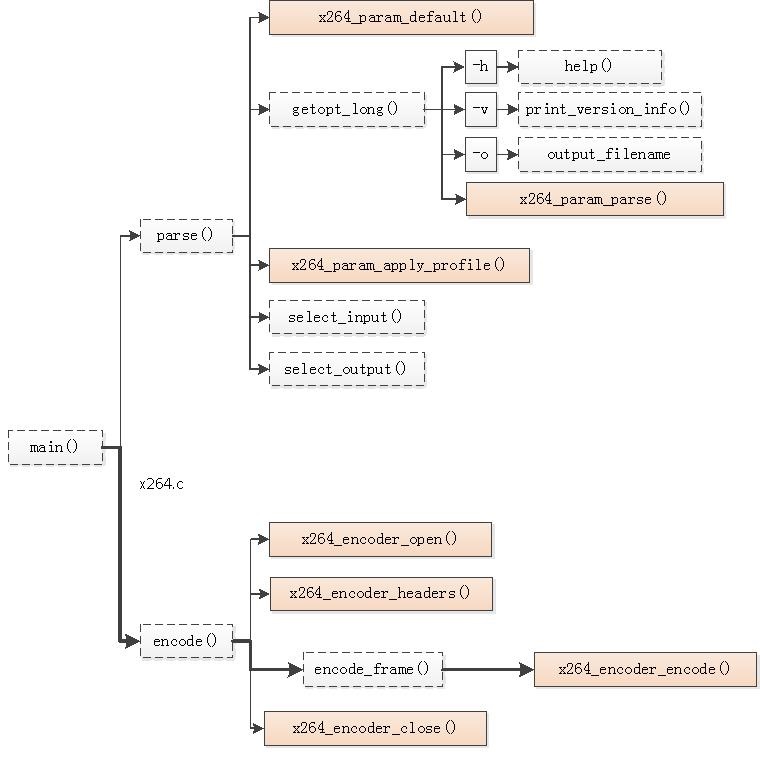 x264_param_default()
getopt_long()
-h
help()
-v
print_version_info()
-o
output_filename
x264_param_parse()
parse()
x264_param_apply_profile()
select_input()
select_output()
main()
x264.c
x264_encoder_open()
x264_encoder_headers()
encode()
encode_frame()
x264_encoder_encode()
x264_encoder_close()